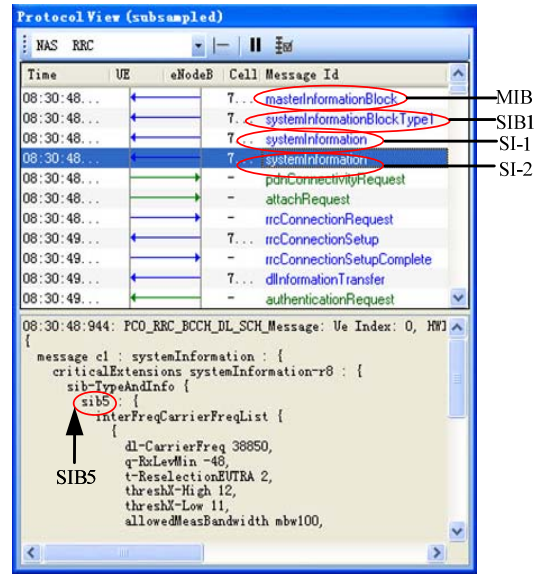 Protocol View (subsampled)
NAS RRC
Time UE eNodeB Cell Message Id
08:30:48... 7... masterInformationBlock MIB
08:30:48... 7... systemInformationBlockType1 SIB1
08:30:48... 7... systemInformation SI-1
08:30:48... 7... systemInformation SI-2
08:30:48... - pdnConnectivityRequest
08:30:48... - attachRequest
08:30:48... - rrcConnectionRequest
08:30:49... 7... rrcConnectionSetup
08:30:49... - rrcConnectionSetupComplete
08:30:49... 7... dlInformationTransfer
08:30:49... - authenticationRequest
08:30:48:944: PCO_RRC_BCCH_DL_SCH_Message: Ue Index: 0, HWI
{
message c1 : systemInformation : {
criticalExtensions systemInformation-r8 : {
sib-TypeAndInfo {
sib5 : {
interFreqCarrierFreqList {
{
dl-CarrierFreq 38850,
q-RxLevMin -48,
t-ReselectionEUTRA 2,
threshX-High 12,
threshX-Low 11,
allowedMeasBandwidth mbw100,
SIB5